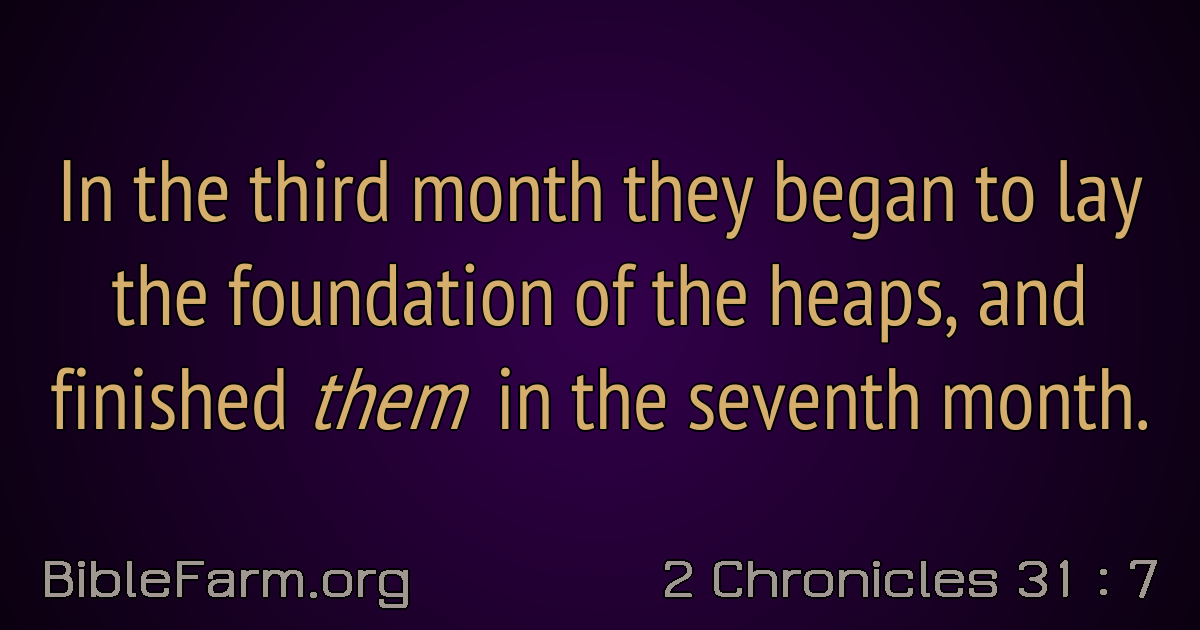 In the third month they began to lay
the foundation of the heaps, and
finished them in the seventh month.
BibleFarm.org
2 Chronicles 31 : 7